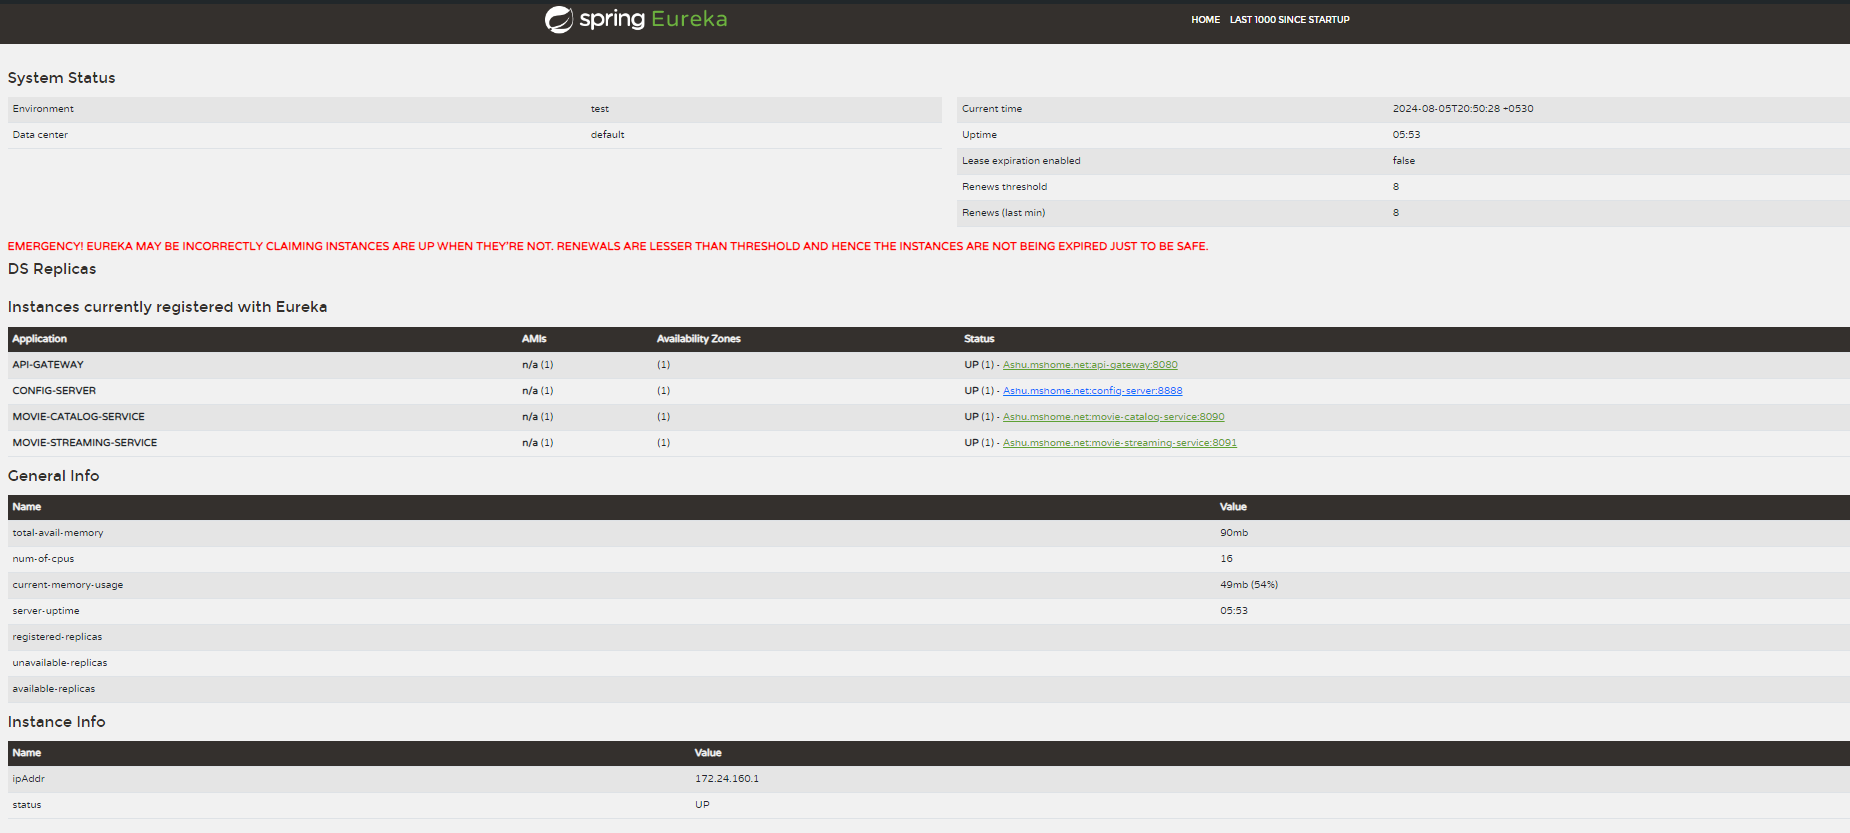 spring Eureka
HOME LAST 1000 SINCE STARTUP
System Status
Environment test
Data center default
Current time 2024-08-05T20:50:28 +0530
Uptime 05:53
Lease expiration enabled false
Renews threshold 8
Renews (last min) 8
EMERGENCY! EUREKA MAY BE INCORRECTLY CLAIMING INSTANCES ARE UP WHEN THEY'RE NOT. RENEWALS ARE LESSER THAN THRESHOLD AND HENCE THE INSTANCES ARE NOT BEING EXPIRED JUST TO BE SAFE.
DS Replicas
Instances currently registered with Eureka
Application AMIs Availability Zones Status
API-GATEWAY n/a (1) (1) UP (1) - Ashu.mshome.net:api-gateway:8080
CONFIG-SERVER n/a (1) (1) UP (1) - Ashu.mshome.net:config-server:8888
MOVIE-CATALOG-SERVICE n/a (1) (1) UP (1) - Ashu.mshome.net:movie-catalog-service:8090
MOVIE-STREAMING-SERVICE n/a (1) (1) UP (1) - Ashu.mshome.net:movie-streaming-service:8091
General Info
Name Value
total-avail-memory 90mb
num-of-cpus 16
current-memory-usage 49mb (54%)
server-uptime 05:53
registered-replicas
unavailable-replicas
available-replicas
Instance Info
Name Value
ipAddr 172.24.160.1
status UP